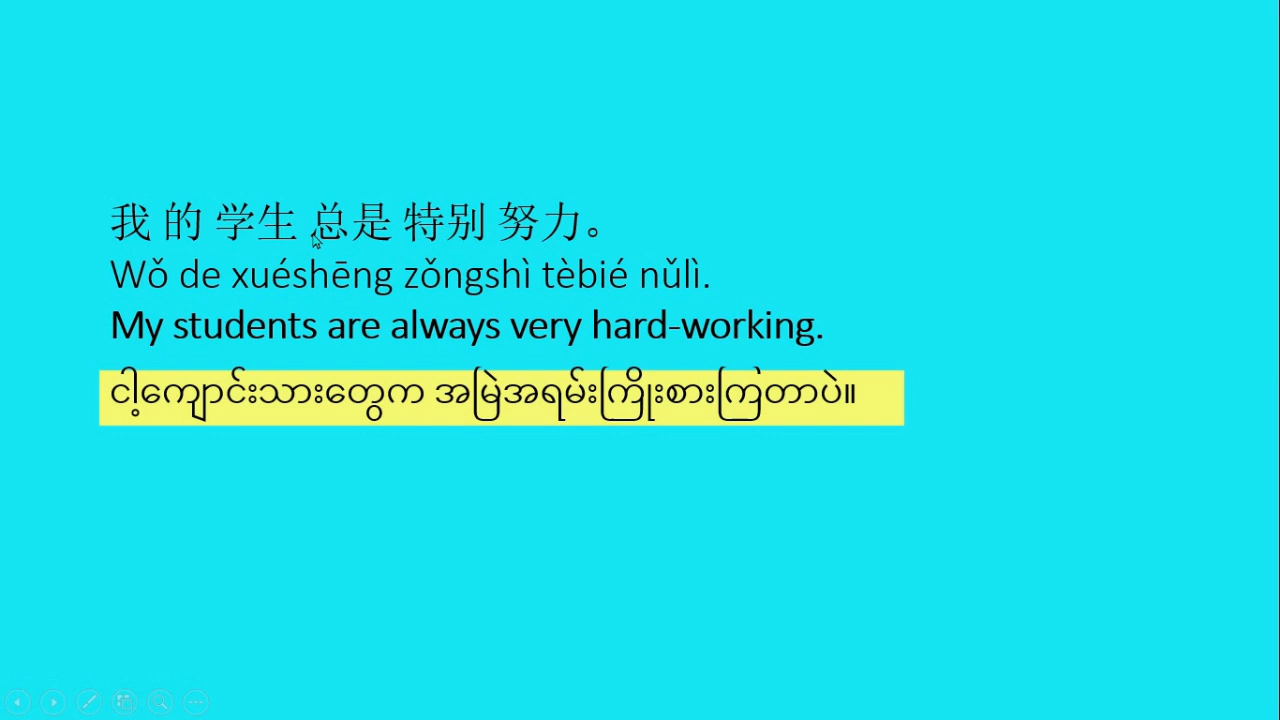 我 的 学生 总是 特别 努力。
Wǒ de xuéshēng zǒngshì tèbié nǔlì.
My students are always very hard-working.
ငါ့ကျောင်းသားတွေက အမြဲအရမ်းကြိုးစားကြတာပဲ။